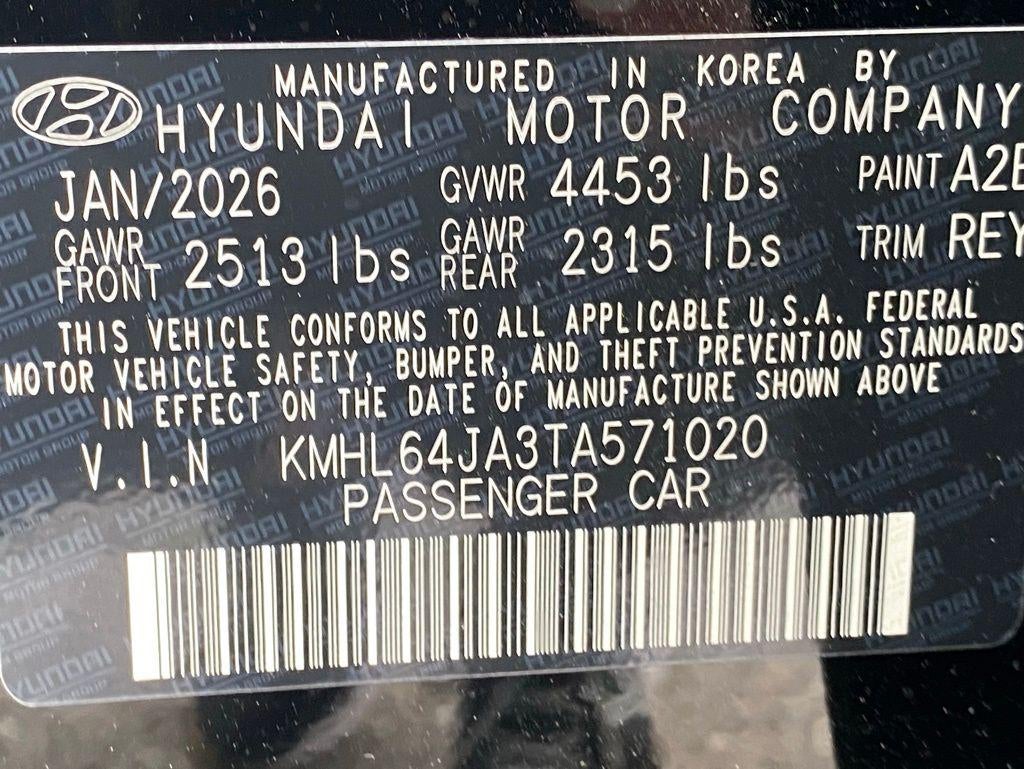 MANUFACTURED IN KOREA BY
HYUNDAI MOTOR COMPANY
JAN/2026 GVWR 4453 lbs PAINT
GAWR FRONT 2513 lbs GAWR REAR 2315 lbs TRIM REY
THIS VEHICLE CONFORMS TO ALL APPLICABLE U.S.A. FEDERAL
MOTOR VEHICLE SAFETY, BUMPER, AND THEFT PREVENTION STANDARDS
IN EFFECT ON THE DATE OF MANUFACTURE SHOWN ABOVE
V.I.N KMHL64JA3TA571020
PASSENGER CAR